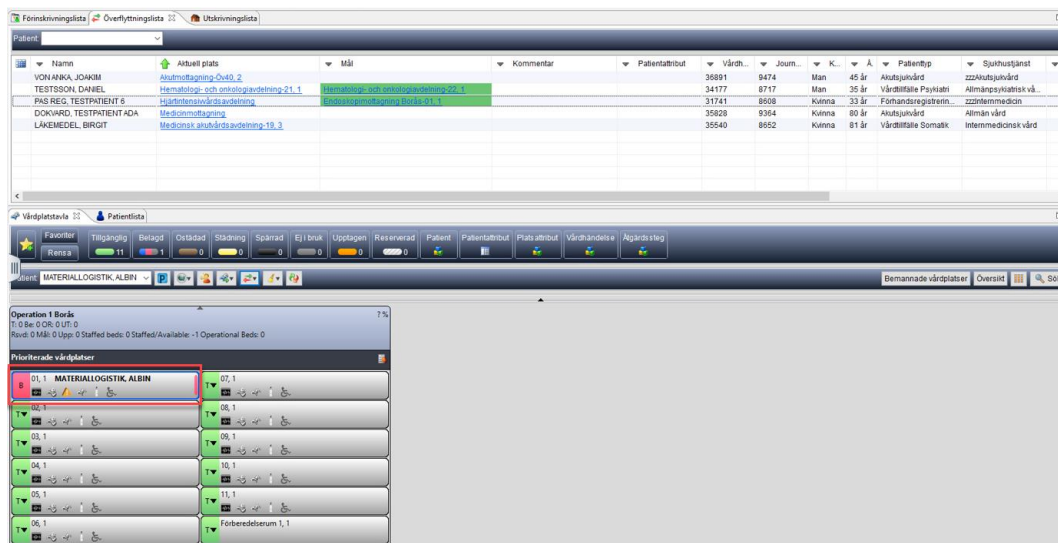 Förinskrivningslista Överflyttningslista Utskrivningslista
Patient:
Namn Aktuell plats Mål Kommentar Patientattribut Vårdh... Journ... K... Å. Patienttyp Sjukhustjänst
VON ANKA, JOAKIM Akutmottagning-Öv40, 2 36891 9474 Man 45 år Akutsjukvård zzzAkutsjukvård
TESTSSON, DANIEL Hematologi- och onkologiavdelning-21, 1 Hematologi- och onkologiavdelning-22, 1 34177 8717 Man 35 år Vårdtillfälle Psykiatri Allmänpsykiatrisk vå...
PAS REG, TESTPATIENT 6 Hjärtintensivvårdsavdelning Endoskopimottagning Borås-01, 1 31741 8608 Kvinna 33 år Förhandsregistrerin... zzzInternmedicin
DOKVARD, TESTPATIENT ADA Medicinmottagning 35828 9364 Kvinna 80 år Akutsjukvård Allmän vård
LÄKEMEDEL, BIRGIT Medicinsk akutvårdsavdelning-19, 3 35540 8652 Kvinna 81 år Vårdtillfälle Somatik Internmedicinsk vård
Vårdplatstavla Patientlista
Favoriter Tillgänglig Belagd Ostädad Städning Spärrad Ej i bruk Upptagen Reserverad Patient Patientattribut Platsattribut Vårdhändelse Åtgärdssteg
Rensa 11 1 0 0 0 0 0 0
Patient: MATERIALLOGISTIK, ALBIN P Bemannade vårdplatser Översikt Sö
Operation 1 Borås ? %
T: 0 Be: 0 OR: 0 UT: 0
Rsvd: 0 Mål: 0 Upp: 0 Staffed beds: 0 Staffed/Available: -1 Operational Beds: 0
Prioriterade vårdplatser
B 01, 1 MATERIALLOGISTIK, ALBIN T 07, 1
T 02, 1 T 08, 1
T 03, 1 T 09, 1
T 04, 1 T 10, 1
T 05, 1 T 11, 1
T 06, 1 T Förberedelserum 1, 1